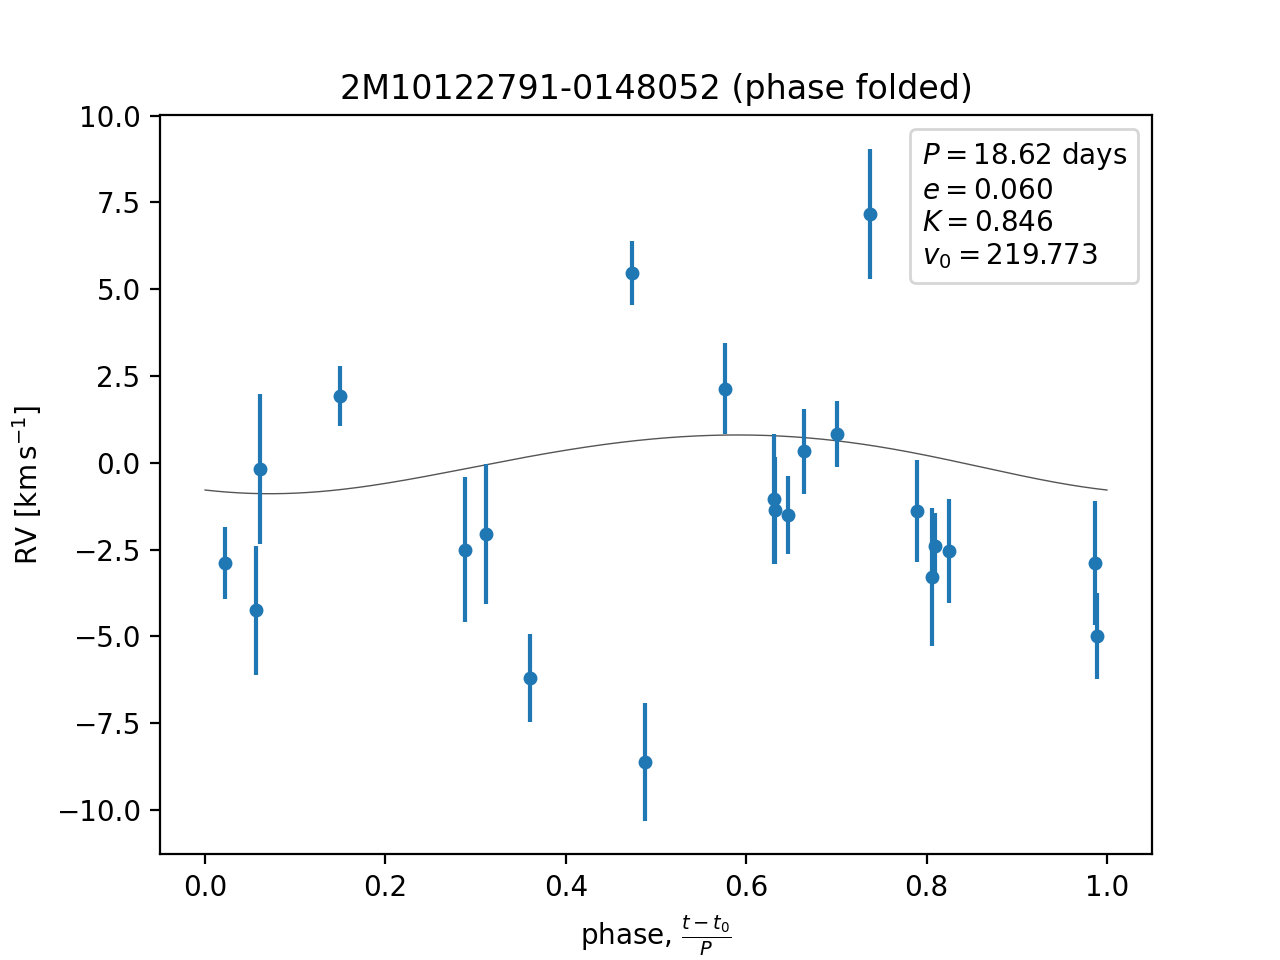 2M10122791-0148052 (phase folded)
10.0
7.5
5.0
2.5
0.0
−2.5
−5.0
−7.5
−10.0
RV [km s⁻¹]
P = 18.62 days
e = 0.060
K = 0.846
v₀ = 219.773
0.0 0.2 0.4 0.6 0.8 1.0
phase, (t − t₀)/P